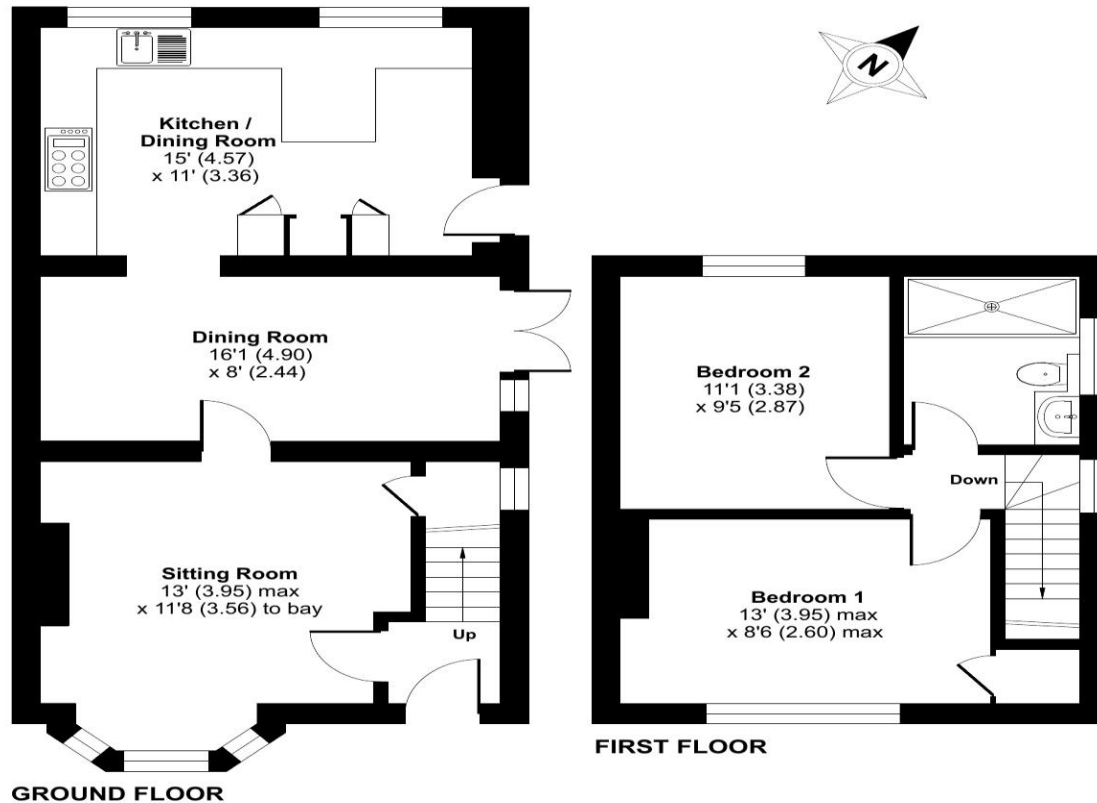 N
Kitchen /
Dining Room
15' (4.57)
x 11' (3.36)
Dining Room
16'1 (4.90)
x 8' (2.44)
Sitting Room
13' (3.95) max
x 11'8 (3.56) to bay
Up
GROUND FLOOR
Bedroom 2
11'1 (3.38)
x 9'5 (2.87)
Down
Bedroom 1
13' (3.95) max
x 8'6 (2.60) max
FIRST FLOOR